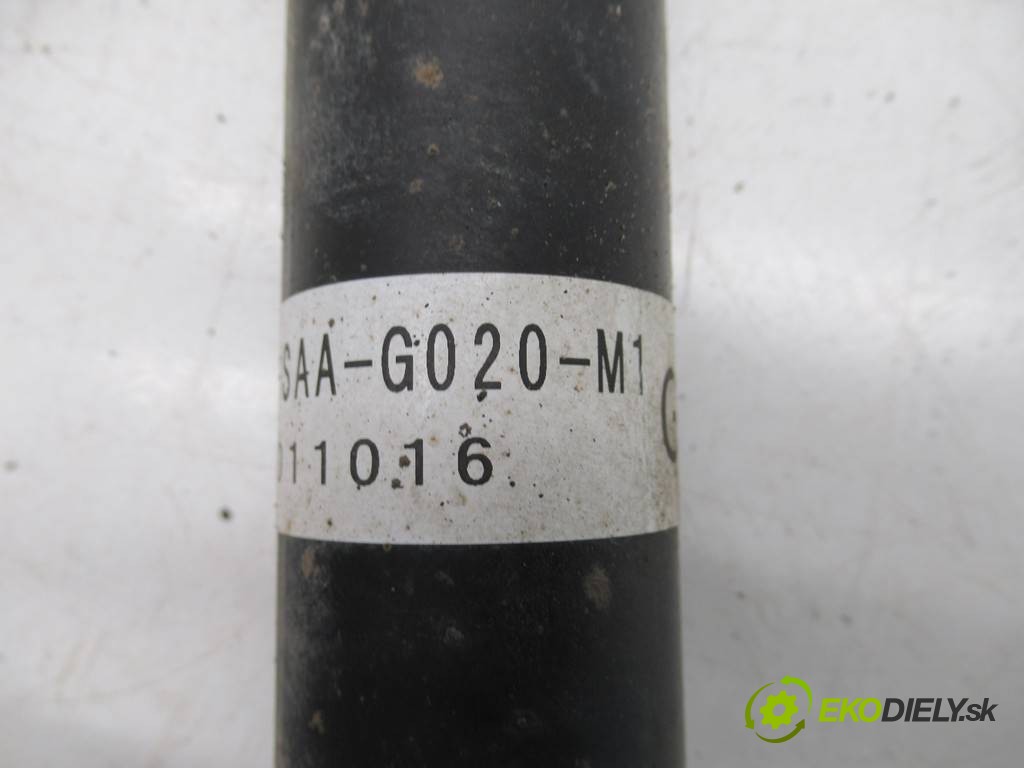 SAA-G020-M1
011016
G
EKODIELY.sk